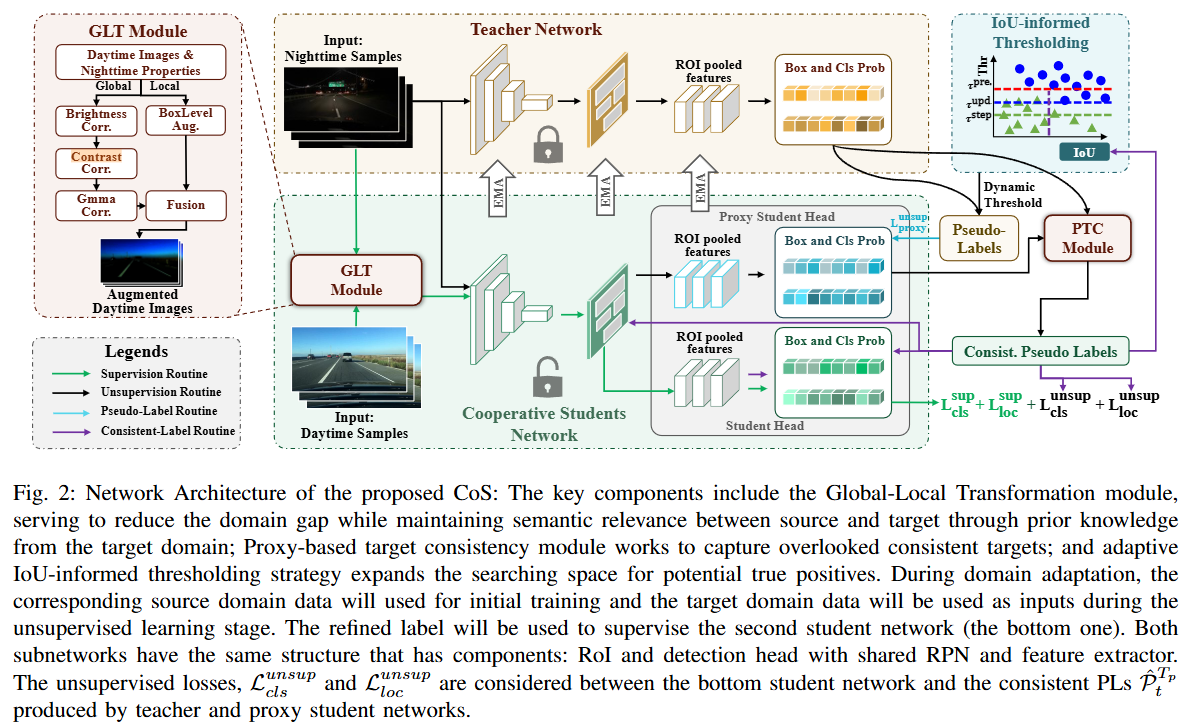 GLT Module
Daytime Images &
Nighttime Properties
Global
Local
Brightness
Corr.
BoxLevel
Aug.
Contrast
Corr.
Gmma
Corr.
Fusion
Augmented
Daytime Images
Legends
Supervision Routine
Unsupervision Routine
Pseudo-Label Routine
Consistent-Label Routine
Teacher Network
Input:
Nighttime Samples
ROI pooled
features
Box and Cls Prob
EMA
EMA
EMA
GLT
Module
Input:
Daytime Samples
Cooperative Students
Network
Proxy Student Head
ROI pooled
features
Box and Cls Prob
L unsup proxy
ROI pooled
features
Box and Cls Prob
Student Head
IoU-informed
Thresholding
Thr
τ pre.
τ upd.
τ step
IoU
Dynamic
Threshold
Pseudo-
Labels
PTC
Module
Consist. Pseudo Labels
L sup cls + L sup loc + L unsup cls + L unsup loc
Fig. 2: Network Architecture of the proposed CoS: The key components include the Global-Local Transformation module,
serving to reduce the domain gap while maintaining semantic relevance between source and target through prior knowledge
from the target domain; Proxy-based target consistency module works to capture overlooked consistent targets; and adaptive
IoU-informed thresholding strategy expands the searching space for potential true positives. During domain adaptation, the
corresponding source domain data will used for initial training and the target domain data will be used as inputs during the
unsupervised learning stage. The refined label will be used to supervise the second student network (the bottom one). Both
subnetworks have the same structure that has components: RoI and detection head with shared RPN and feature extractor.
The unsupervised losses, ℒ_{cls}^{unsup} and ℒ_{loc}^{unsup} are considered between the bottom student network and the consistent PLs \hat{𝒫}_t^{T_p}
produced by teacher and proxy student networks.